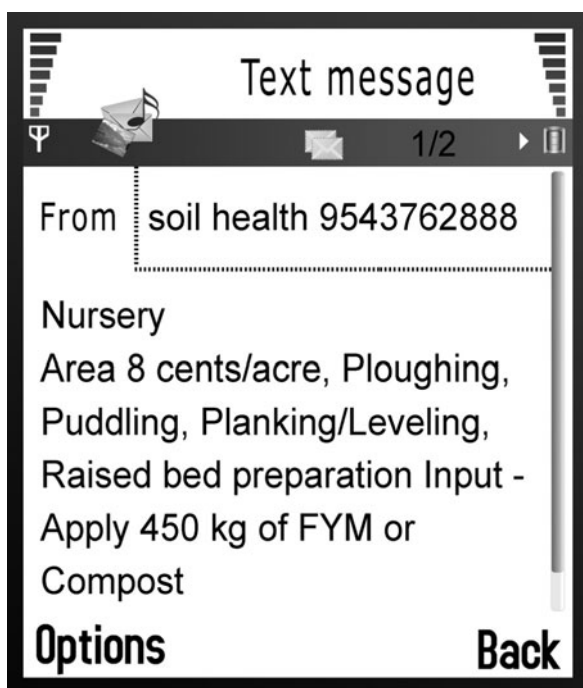 Text message
1/2
From soil health 9543762888
Nursery
Area 8 cents/acre, Ploughing,
Puddling, Planking/Leveling,
Raised bed preparation Input -
Apply 450 kg of FYM or
Compost
Options Back